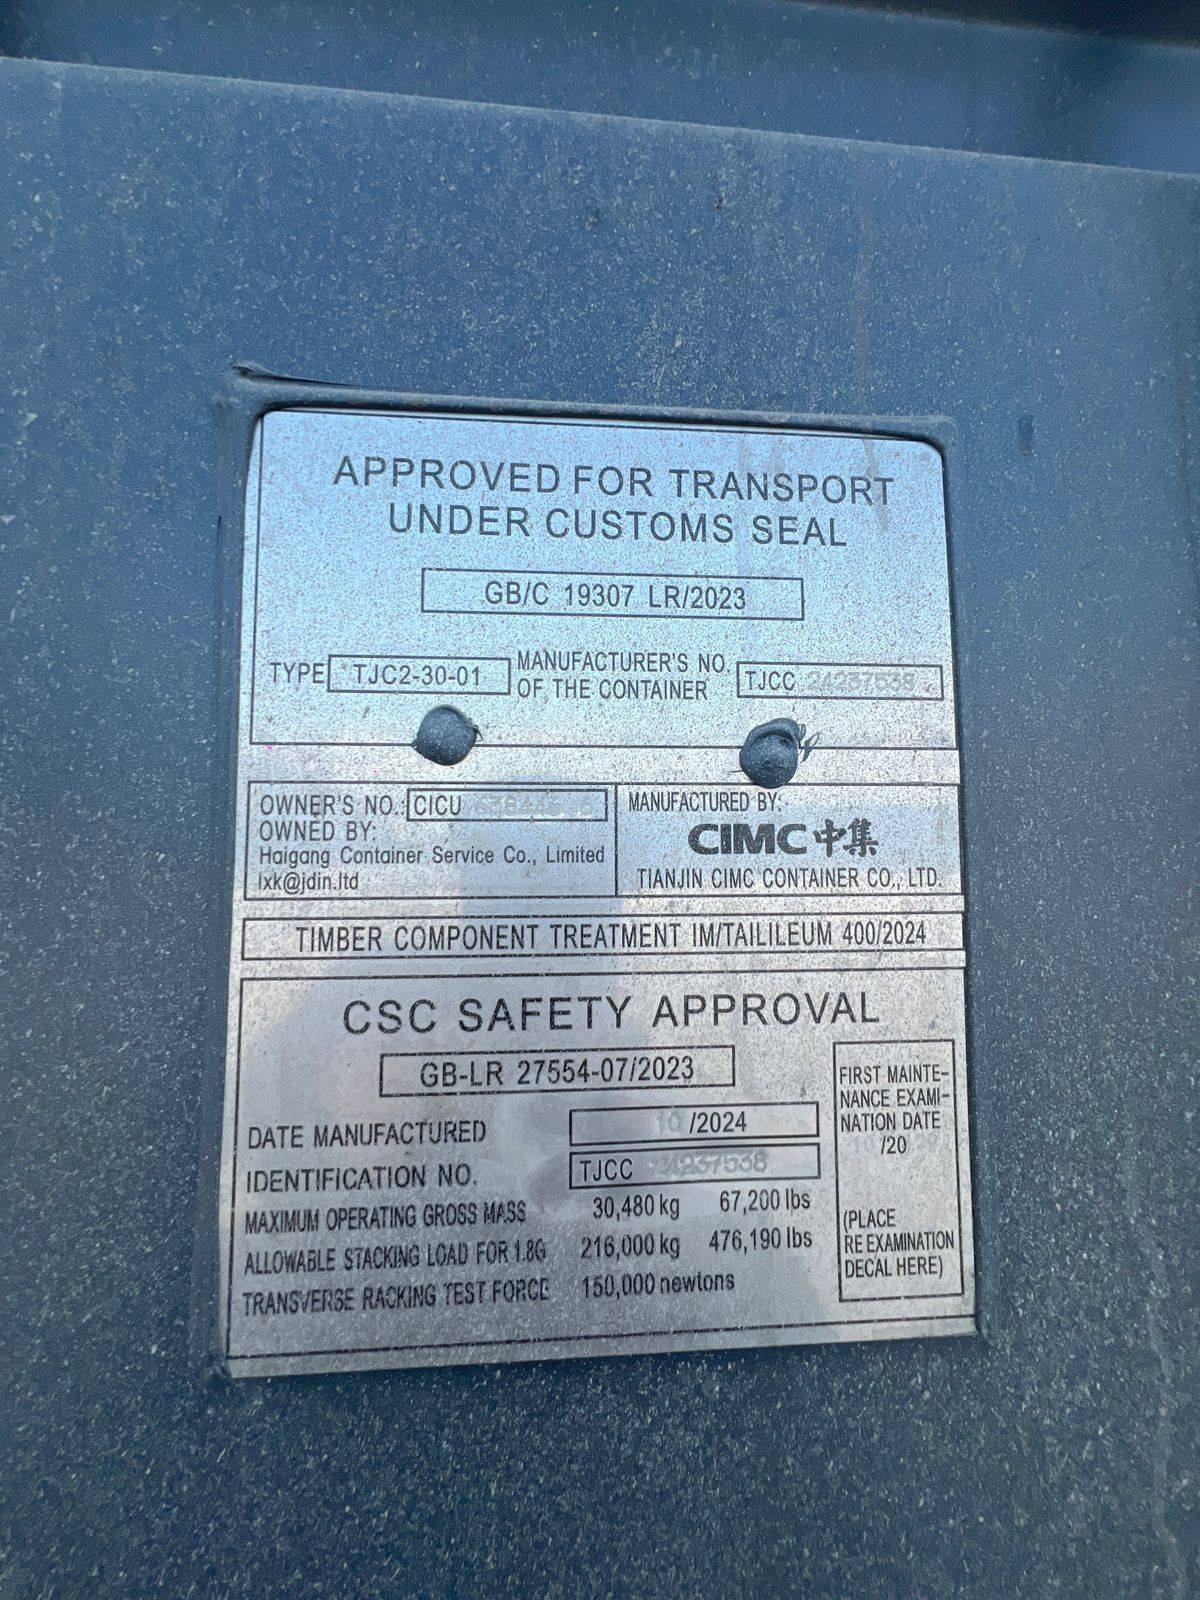 APPROVED FOR TRANSPORT
UNDER CUSTOMS SEAL
GB/C 19307 LR/2023
TYPE TJC2-30-01
MANUFACTURER'S NO.
OF THE CONTAINER
TJCC 24237538
OWNER'S NO.: CICU
OWNED BY:
Haigang Container Service Co., Limited
lxk@jdin.ltd
MANUFACTURED BY:
CIMC中集
TIANJIN CIMC CONTAINER CO., LTD.
TIMBER COMPONENT TREATMENT IM/TAILILEUM 400/2024
CSC SAFETY APPROVAL
GB-LR 27554-07/2023
DATE MANUFACTURED 10 /2024
IDENTIFICATION NO. TJCC 24237538
MAXIMUM OPERATING GROSS MASS 30,480 kg 67,200 lbs
ALLOWABLE STACKING LOAD FOR 1.8G 216,000 kg 476,190 lbs
TRANSVERSE RACKING TEST FORCE 150,000 newtons
FIRST MAINTE-
NANCE EXAMI-
NATION DATE
/20
(PLACE
RE EXAMINATION
DECAL HERE)